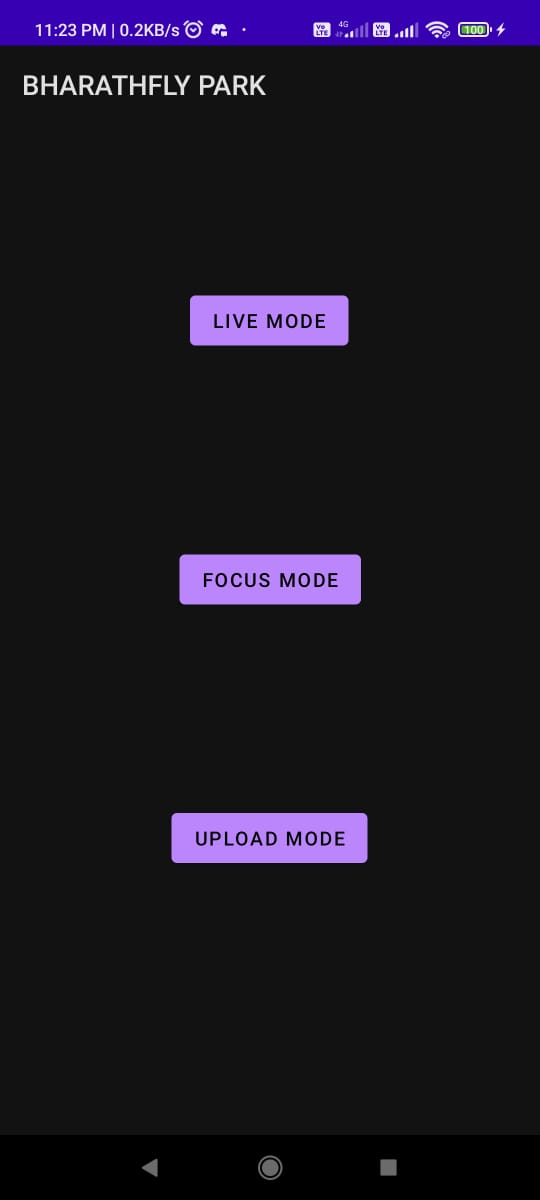 11:23 PM | 0.2KB/s Vo LTE 4G Vo LTE 100
BHARATHFLY PARK
LIVE MODE
FOCUS MODE
UPLOAD MODE